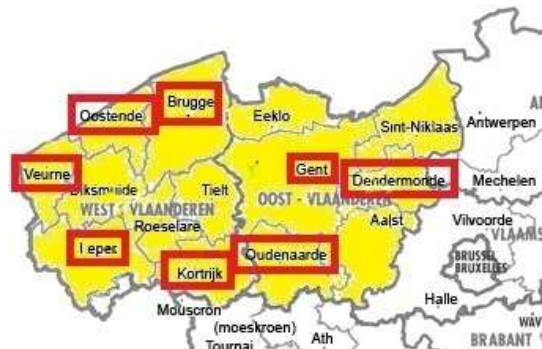 Brugge
Oostende
Eeklo
Sint-Niklaas
Antwerpen
Veurne
Gent
Dendermonde
Mechelen
Diksmuide
Tielt
WEST - VLAANDEREN
OOST - VLAANDEREN
Aalst
Vilvoorde
VLAAMS
Roeselare
Ieper
Oudenaarde
BRUSSEL
BRUXELLES
Kortrijk
Halle
Mouscron
(moeskroen)
Ath
Tournai
BRABANT